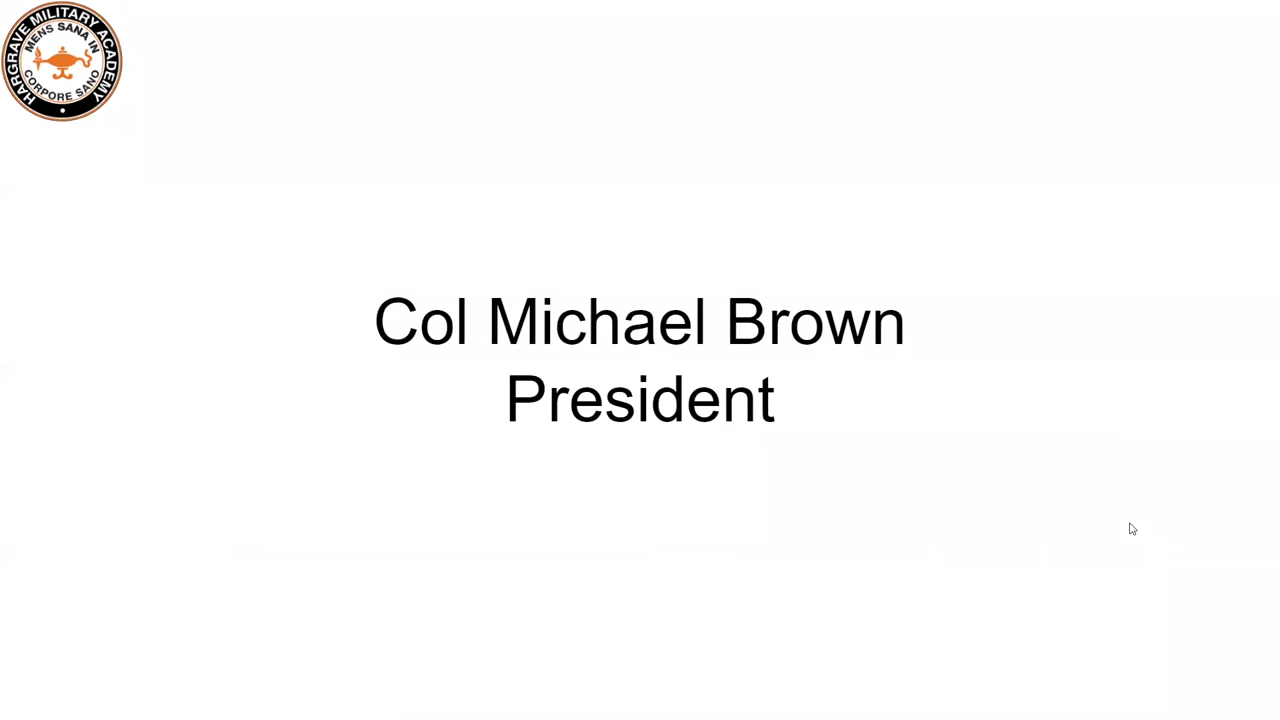 HARGRAVE MILITARY ACADEMY
MENS SANA IN
CORPORE SANO
Col Michael Brown
President